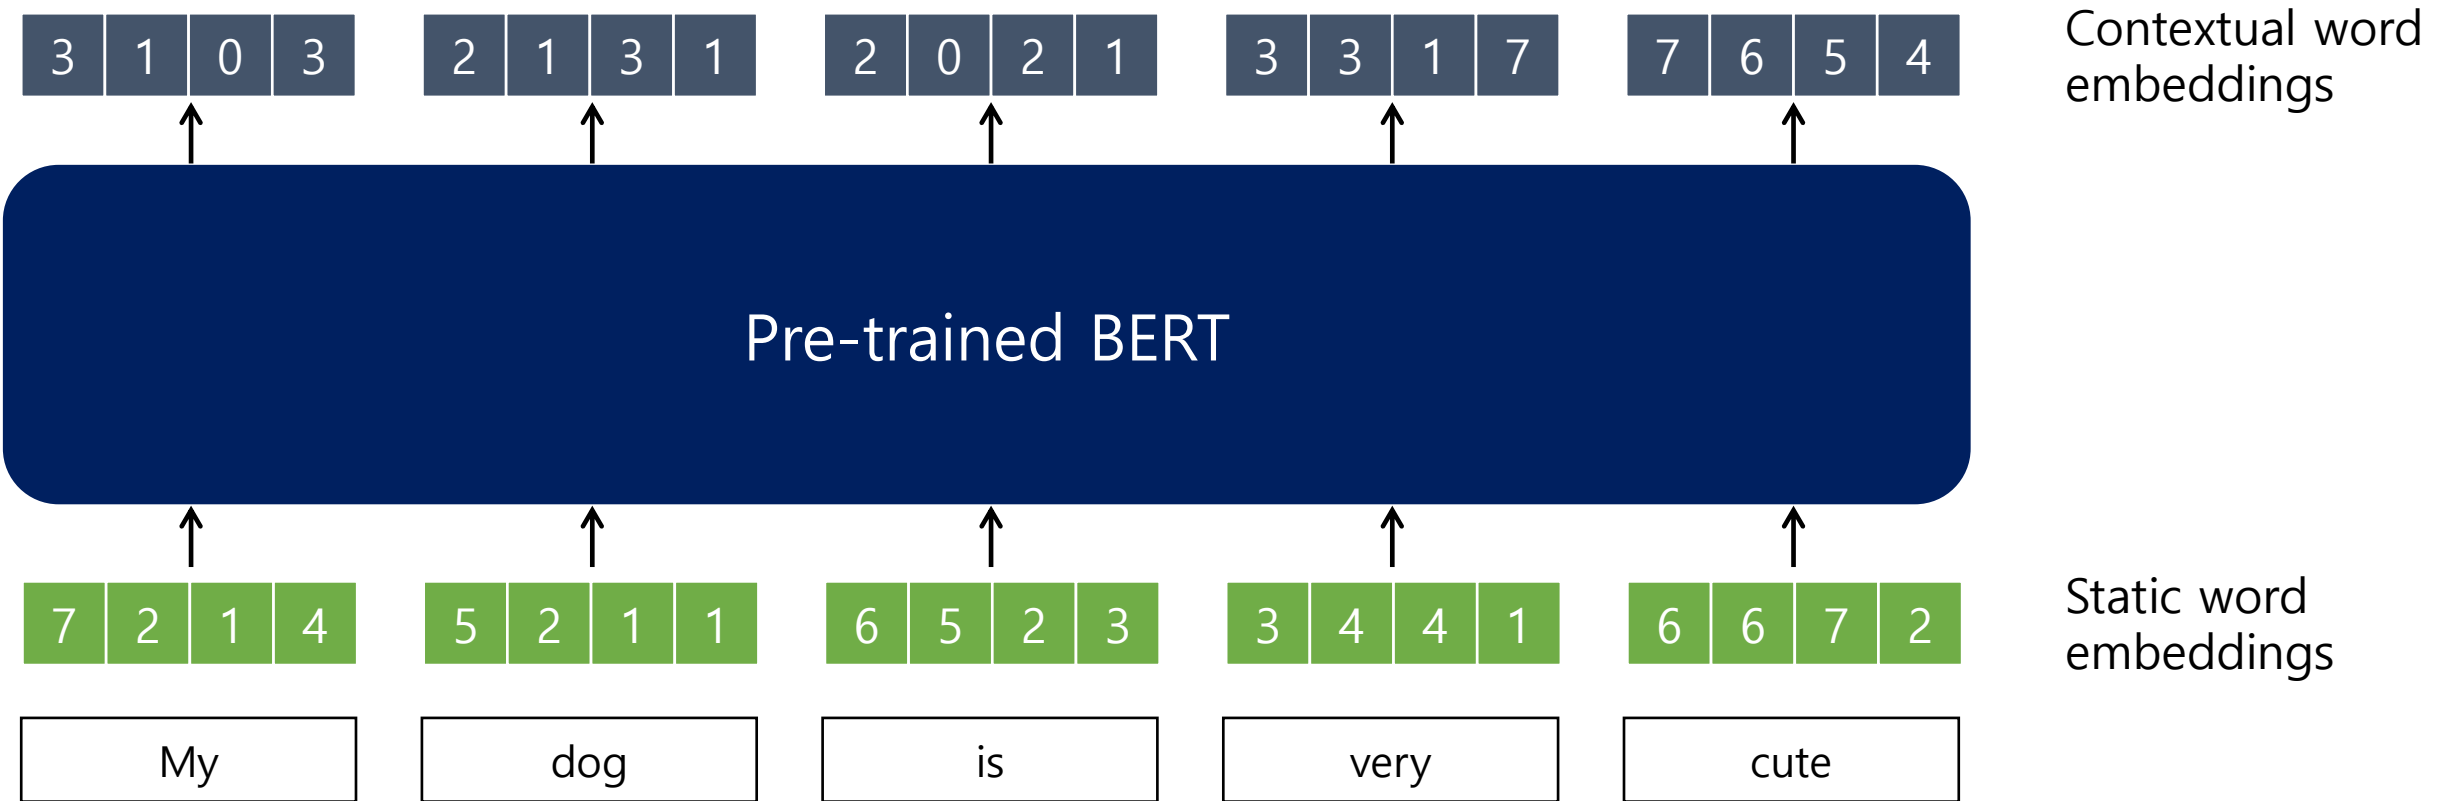 3 1 0 3 2 1 3 1 2 0 2 1 3 3 1 7 7 6 5 4
Contextual word
embeddings
Pre-trained BERT
7 2 1 4 5 2 1 1 6 5 2 3 3 4 4 1 6 6 7 2
Static word
embeddings
My dog is very cute